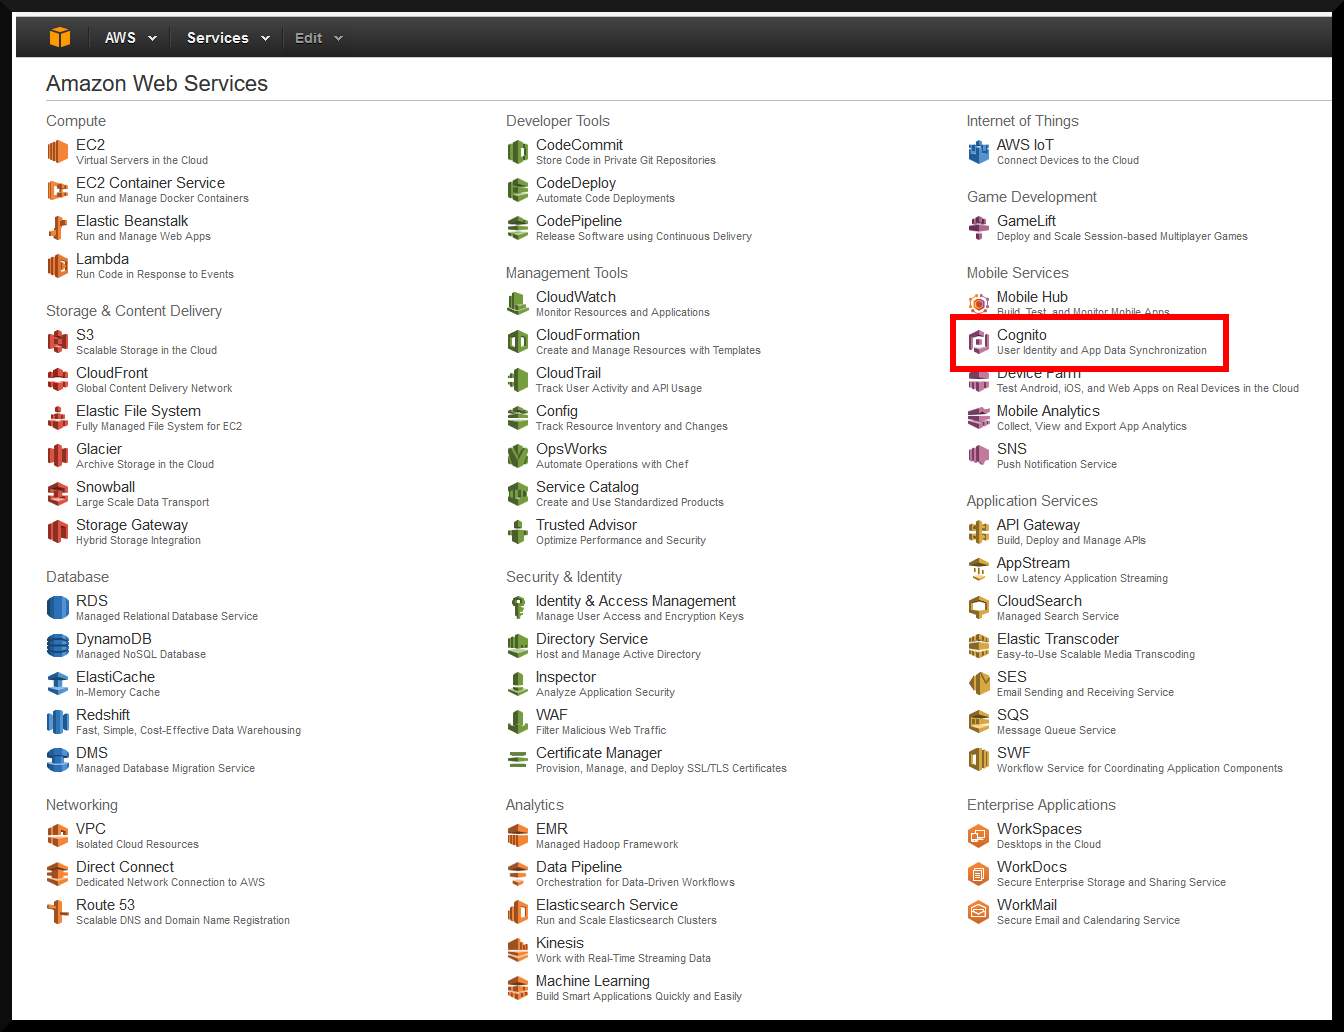 AWS
Services
Edit
Amazon Web Services
Compute
EC2
Virtual Servers in the Cloud
EC2 Container Service
Run and Manage Docker Containers
Elastic Beanstalk
Run and Manage Web Apps
Lambda
Run Code in Response to Events
Storage & Content Delivery
S3
Scalable Storage in the Cloud
CloudFront
Global Content Delivery Network
Elastic File System
Fully Managed File System for EC2
Glacier
Archive Storage in the Cloud
Snowball
Large Scale Data Transport
Storage Gateway
Hybrid Storage Integration
Database
RDS
Managed Relational Database Service
DynamoDB
Managed NoSQL Database
ElastiCache
In-Memory Cache
Redshift
Fast, Simple, Cost-Effective Data Warehousing
DMS
Managed Database Migration Service
Networking
VPC
Isolated Cloud Resources
Direct Connect
Dedicated Network Connection to AWS
Route 53
Scalable DNS and Domain Name Registration
Developer Tools
CodeCommit
Store Code in Private Git Repositories
CodeDeploy
Automate Code Deployments
CodePipeline
Release Software using Continuous Delivery
Management Tools
CloudWatch
Monitor Resources and Applications
CloudFormation
Create and Manage Resources with Templates
CloudTrail
Track User Activity and API Usage
Config
Track Resource Inventory and Changes
OpsWorks
Automate Operations with Chef
Service Catalog
Create and Use Standardized Products
Trusted Advisor
Optimize Performance and Security
Security & Identity
Identity & Access Management
Manage User Access and Encryption Keys
Directory Service
Host and Manage Active Directory
Inspector
Analyze Application Security
WAF
Filter Malicious Web Traffic
Certificate Manager
Provision, Manage, and Deploy SSL/TLS Certificates
Analytics
EMR
Managed Hadoop Framework
Data Pipeline
Orchestration for Data-Driven Workflows
Elasticsearch Service
Run and Scale Elasticsearch Clusters
Kinesis
Work with Real-Time Streaming Data
Machine Learning
Build Smart Applications Quickly and Easily
Internet of Things
AWS IoT
Connect Devices to the Cloud
Game Development
GameLift
Deploy and Scale Session-based Multiplayer Games
Mobile Services
Mobile Hub
Build, Test, and Monitor Mobile Apps
Cognito
User Identity and App Data Synchronization
Device Farm
Test Android, iOS, and Web Apps on Real Devices in the Cloud
Mobile Analytics
Collect, View and Export App Analytics
SNS
Push Notification Service
Application Services
API Gateway
Build, Deploy and Manage APIs
AppStream
Low Latency Application Streaming
CloudSearch
Managed Search Service
Elastic Transcoder
Easy-to-Use Scalable Media Transcoding
SES
Email Sending and Receiving Service
SQS
Message Queue Service
SWF
Workflow Service for Coordinating Application Components
Enterprise Applications
WorkSpaces
Desktops in the Cloud
WorkDocs
Secure Enterprise Storage and Sharing Service
WorkMail
Secure Email and Calendaring Service